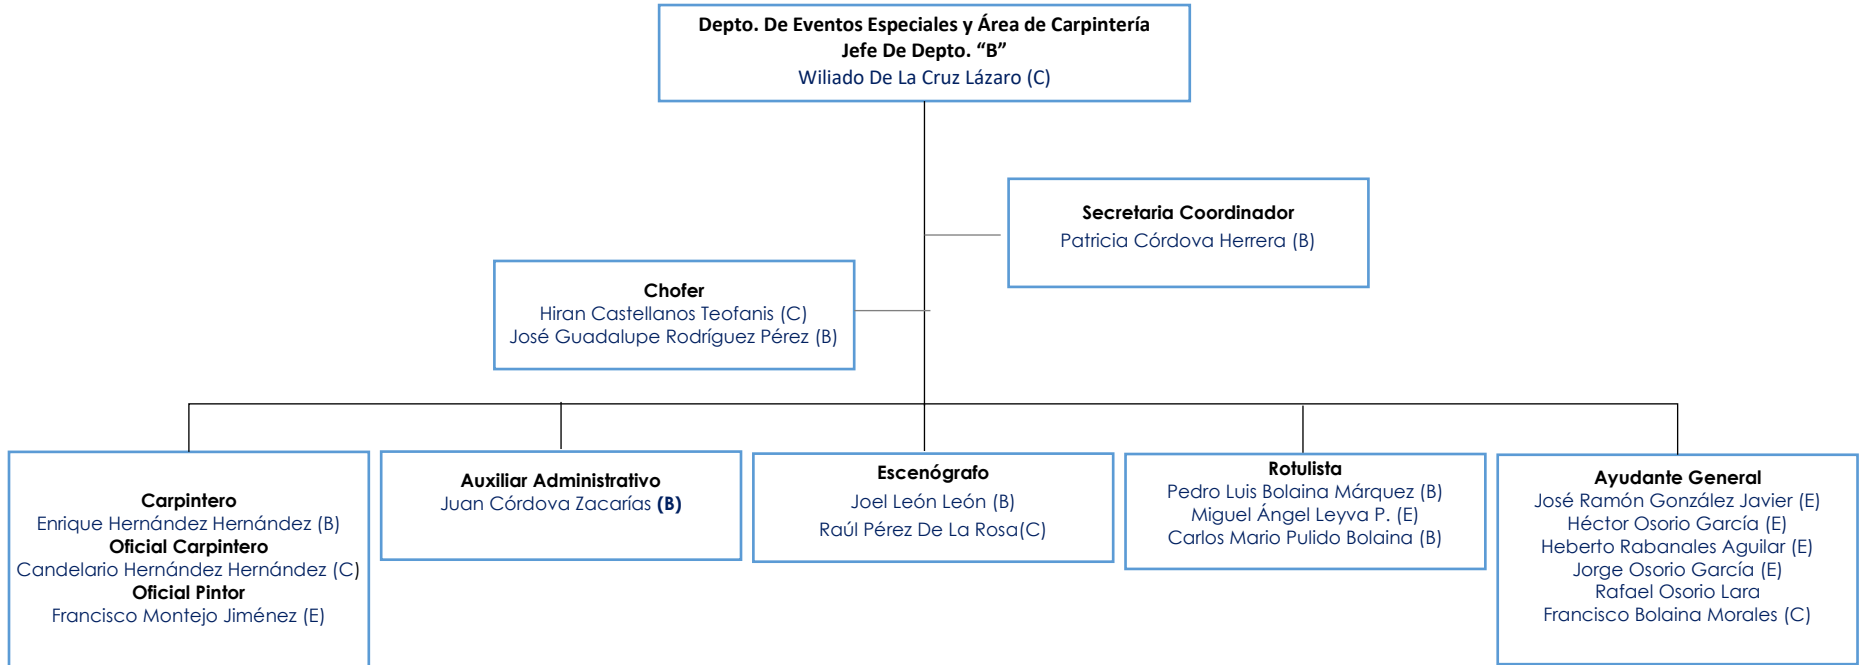 Depto. De Eventos Especiales y Área de Carpintería
Jefe De Depto. “B”
Wiliado De La Cruz Lázaro (C)
Secretaria Coordinador
Patricia Córdova Herrera (B)
Chofer
Hiran Castellanos Teofanis (C)
José Guadalupe Rodríguez Pérez (B)
Carpintero
Enrique Hernández Hernández (B)
Oficial Carpintero
Candelario Hernández Hernández (C)
Oficial Pintor
Francisco Montejo Jiménez (E)
Auxiliar Administrativo
Juan Córdova Zacarías (B)
Escenógrafo
Joel León León (B)
Raúl Pérez De La Rosa(C)
Rotulista
Pedro Luis Bolaina Márquez (B)
Miguel Ángel Leyva P. (E)
Carlos Mario Pulido Bolaina (B)
Ayudante General
José Ramón González Javier (E)
Héctor Osorio García (E)
Heberto Rabanales Aguilar (E)
Jorge Osorio García (E)
Rafael Osorio Lara
Francisco Bolaina Morales (C)